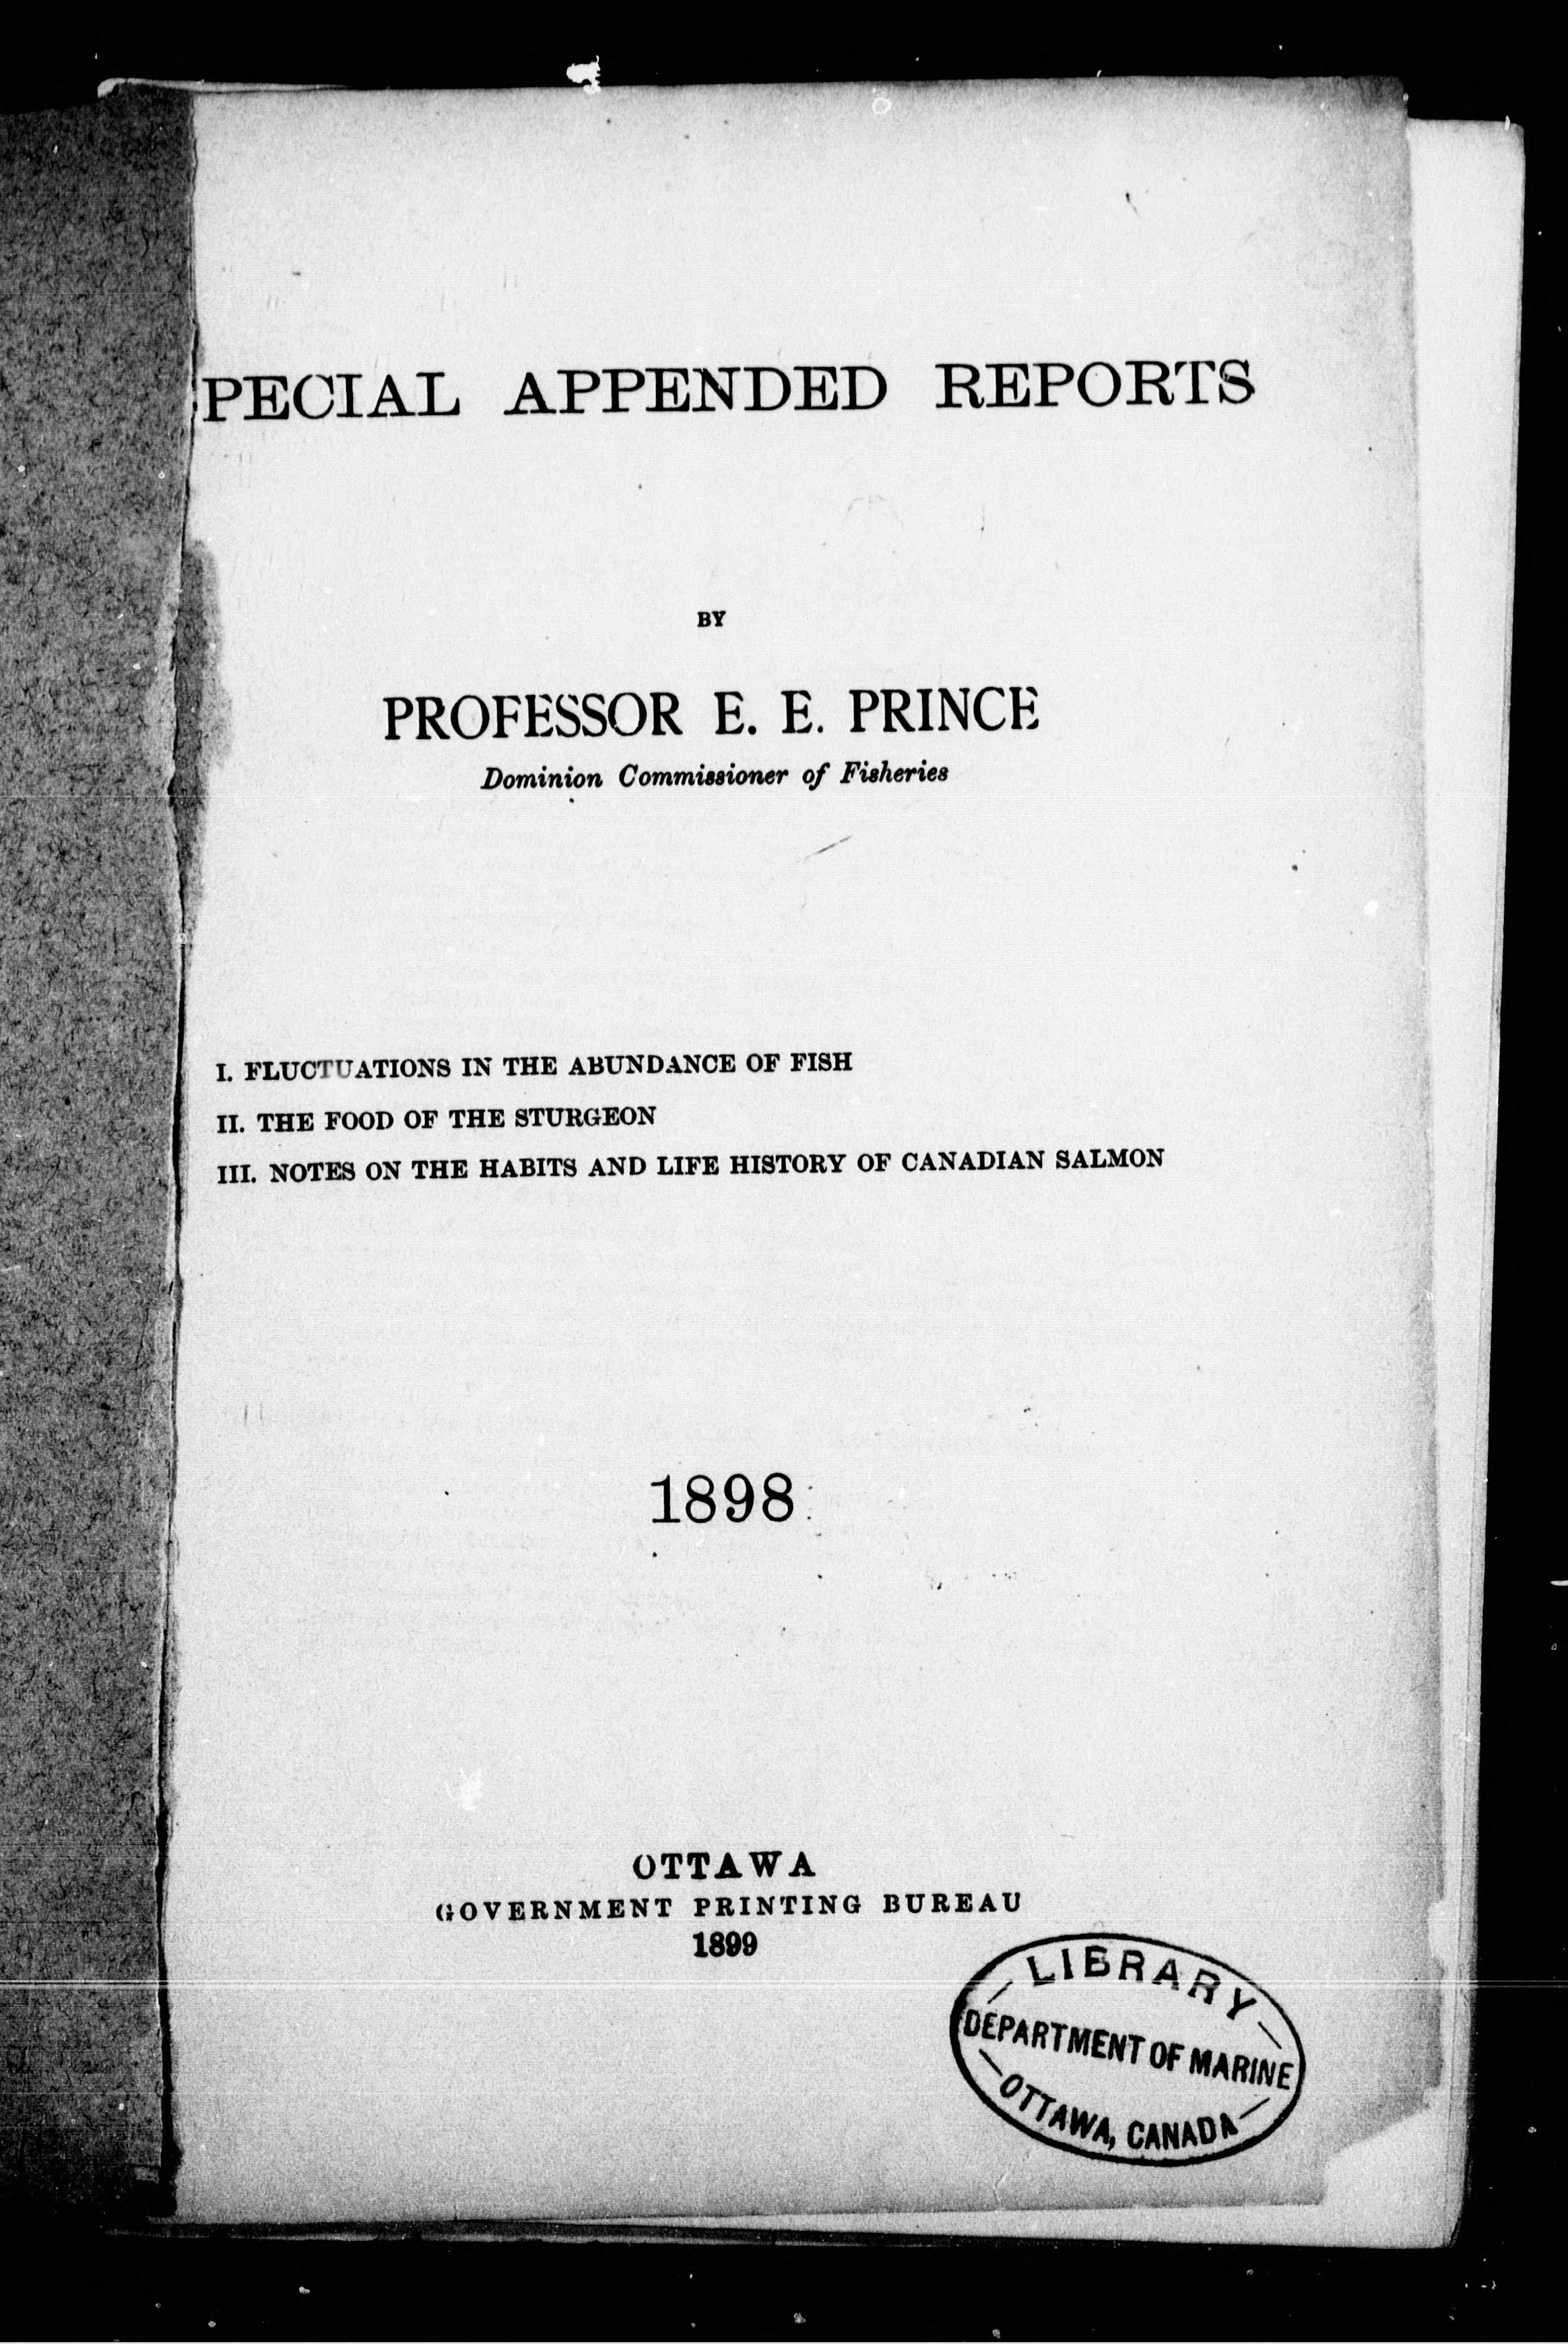 PECIAL APPENDED REPORTS
BY
PROFESSOR E. E. PRINCE
Dominion Commissioner of Fisheries
I. FLUCTUATIONS IN THE ABUNDANCE OF FISH
II. THE FOOD OF THE STURGEON
III. NOTES ON THE HABITS AND LIFE HISTORY OF CANADIAN SALMON
1898
OTTAWA
GOVERNMENT PRINTING BUREAU
1899
LIBRARY
DEPARTMENT OF MARINE
OTTAWA, CANADA